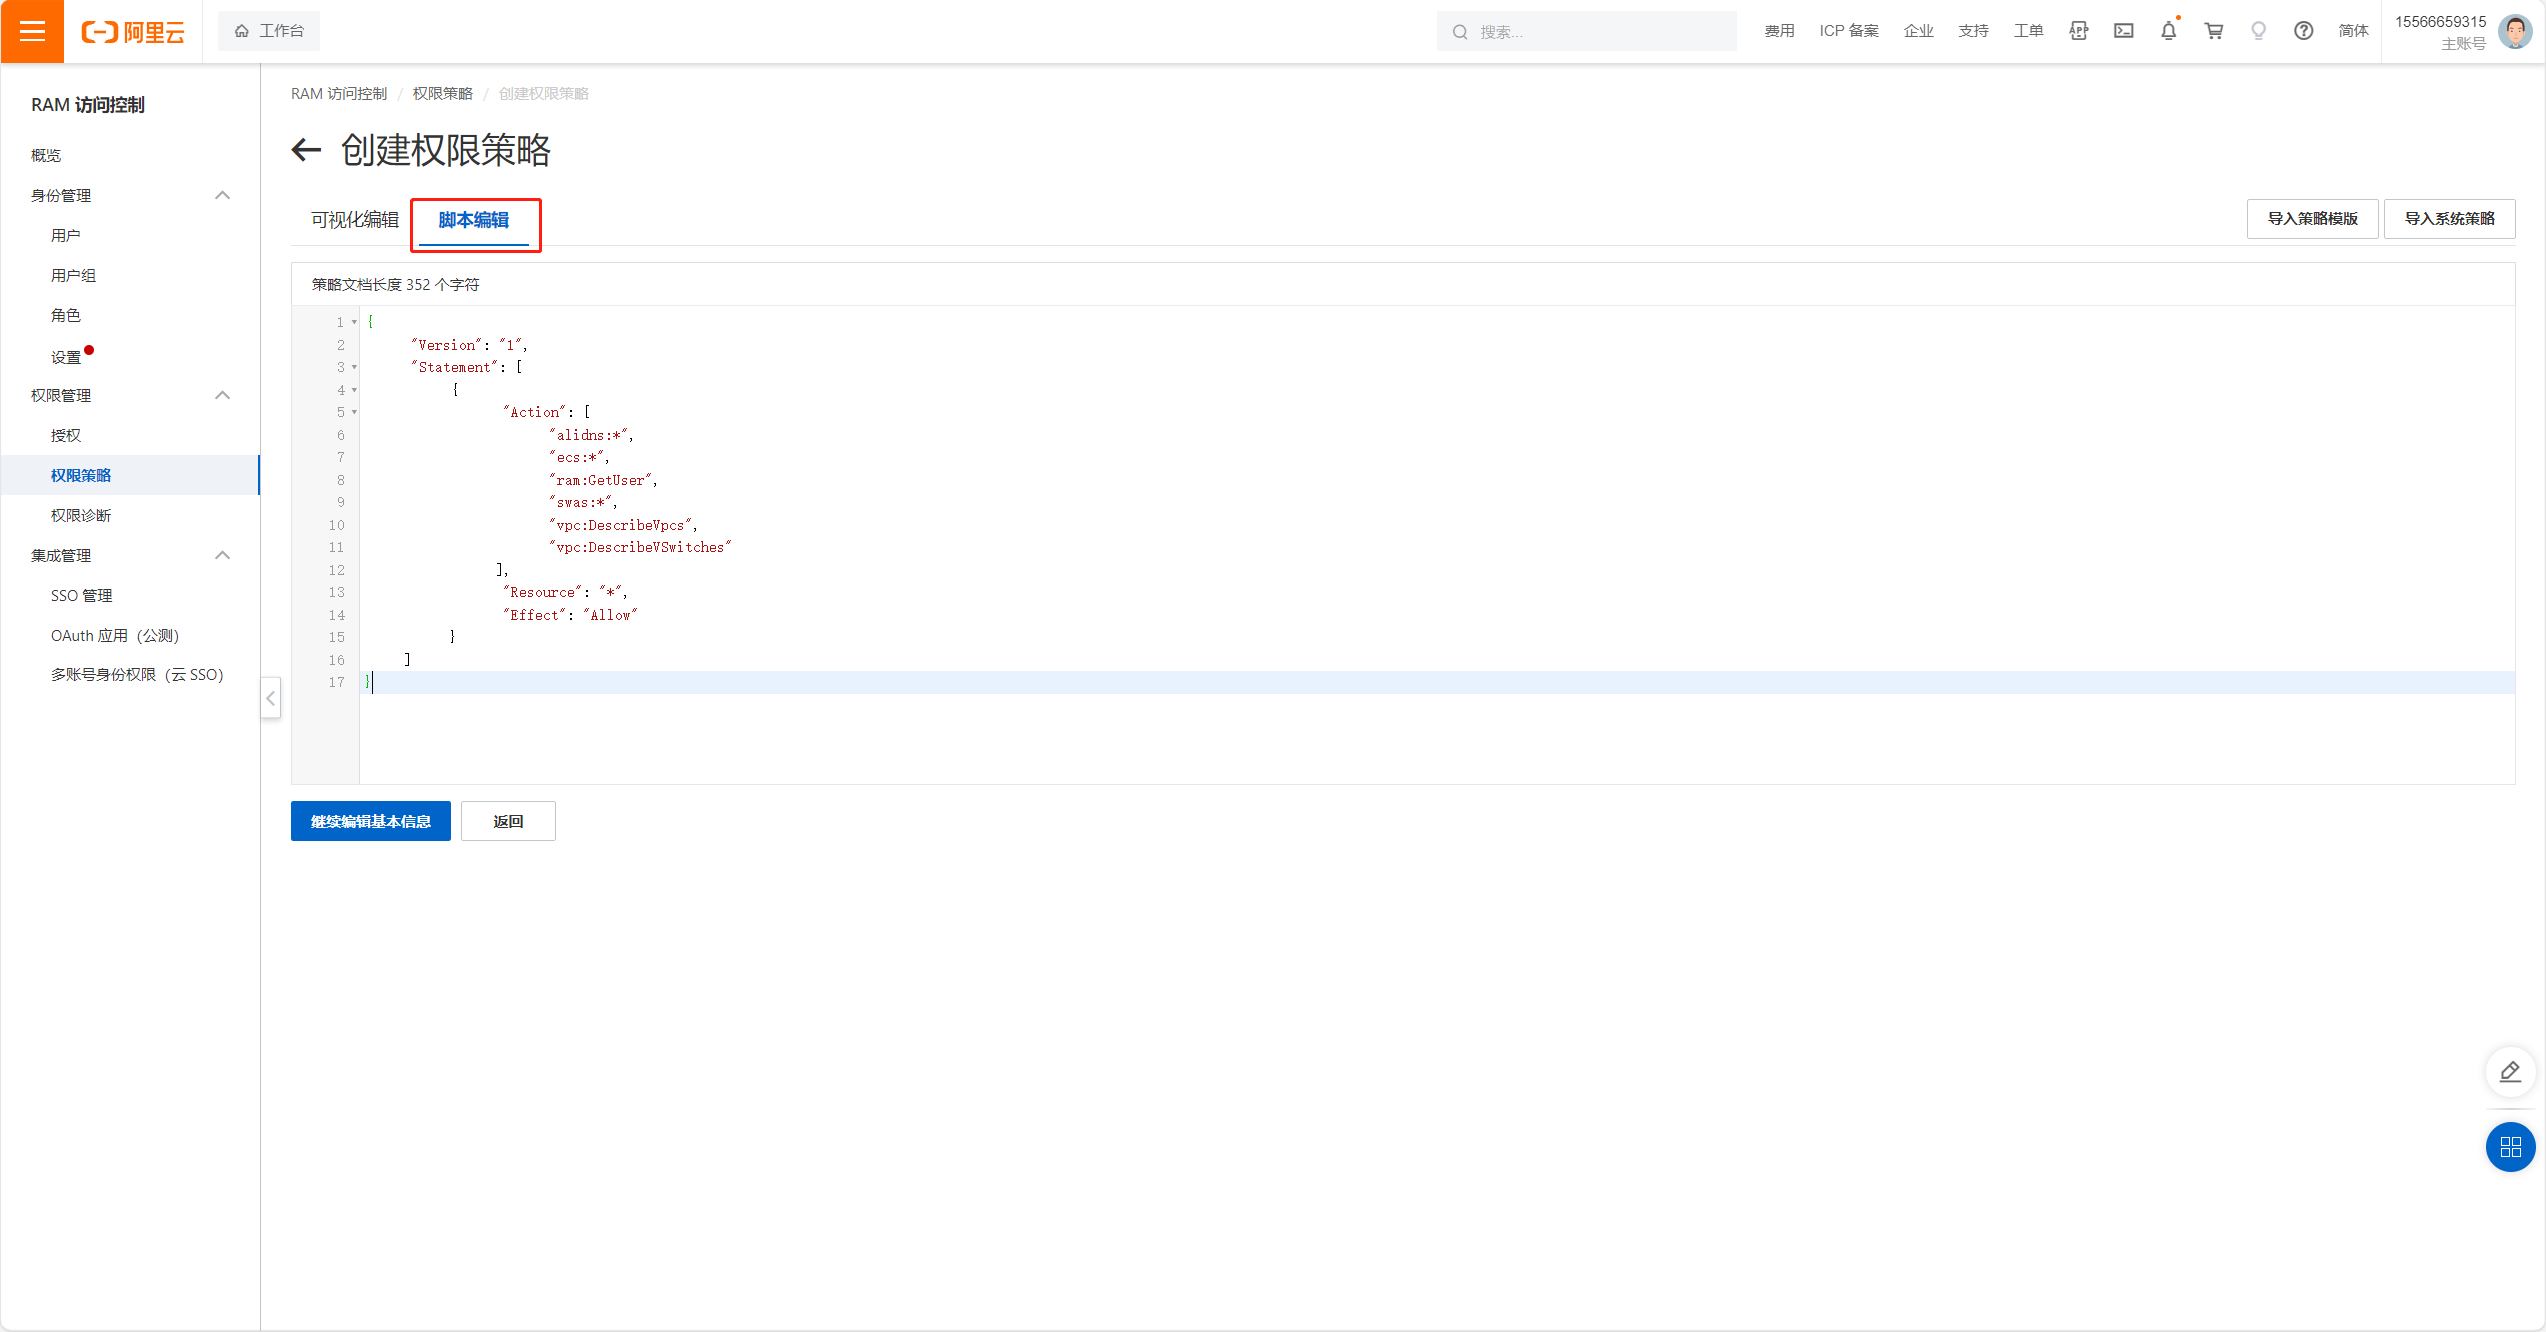 阿里云
工作台
搜索...
费用
ICP 备案
企业
支持
工单
APP
简体
15566659315
主账号
RAM 访问控制
概览
身份管理
用户
用户组
角色
设置
权限管理
授权
权限策略
权限诊断
集成管理
SSO 管理
OAuth 应用（公测）
多账号身份权限（云 SSO）
RAM 访问控制 / 权限策略 / 创建权限策略
创建权限策略
可视化编辑
脚本编辑
导入策略模版
导入系统策略
策略文档长度 352 个字符
1 {
2 "Version": "1",
3 "Statement": [
4 {
5 "Action": [
6 "alidns:*",
7 "ecs:*",
8 "ram:GetUser",
9 "swas:*",
10 "vpc:DescribeVpcs",
11 "vpc:DescribeVSwitches"
12 ],
13 "Resource": "*",
14 "Effect": "Allow"
15 }
16 ]
17 }
继续编辑基本信息
返回